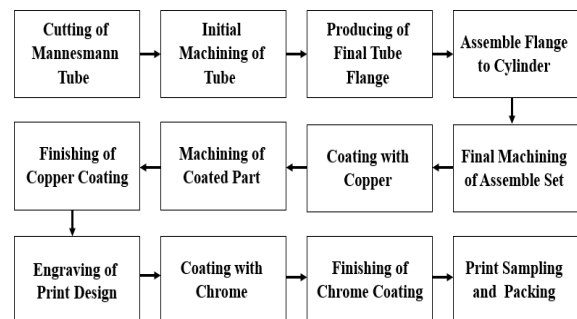 Cutting of
Mannesmann
Tube
Initial
Machining of
Tube
Producing of
Final Tube
Flange
Assemble Flange
to Cylinder
Final Machining
of Assemble Set
Coating with
Copper
Machining of
Coated Part
Finishing of
Copper Coating
Engraving of
Print Design
Coating with
Chrome
Finishing of
Chrome Coating
Print Sampling
and Packing